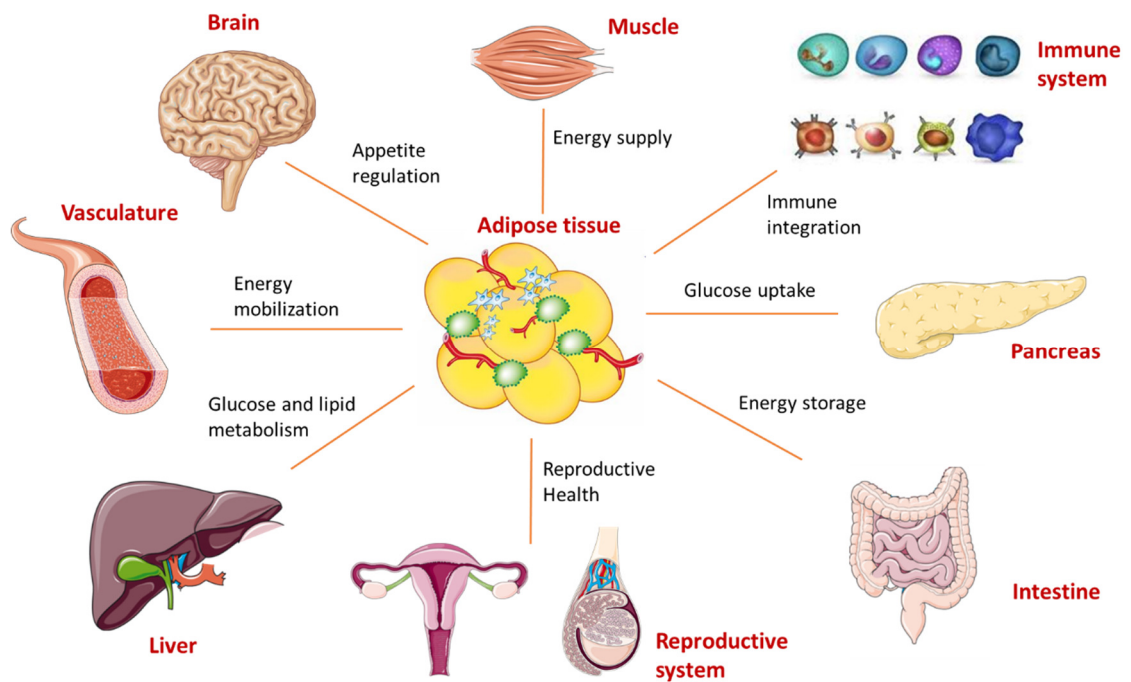 Brain
Muscle
Immune
system
Energy supply
Appetite
regulation
Immune
integration
Vasculature
Adipose tissue
Energy
mobilization
Glucose uptake
Pancreas
Glucose and lipid
metabolism
Energy storage
Reproductive
Health
Liver
Reproductive
system
Intestine